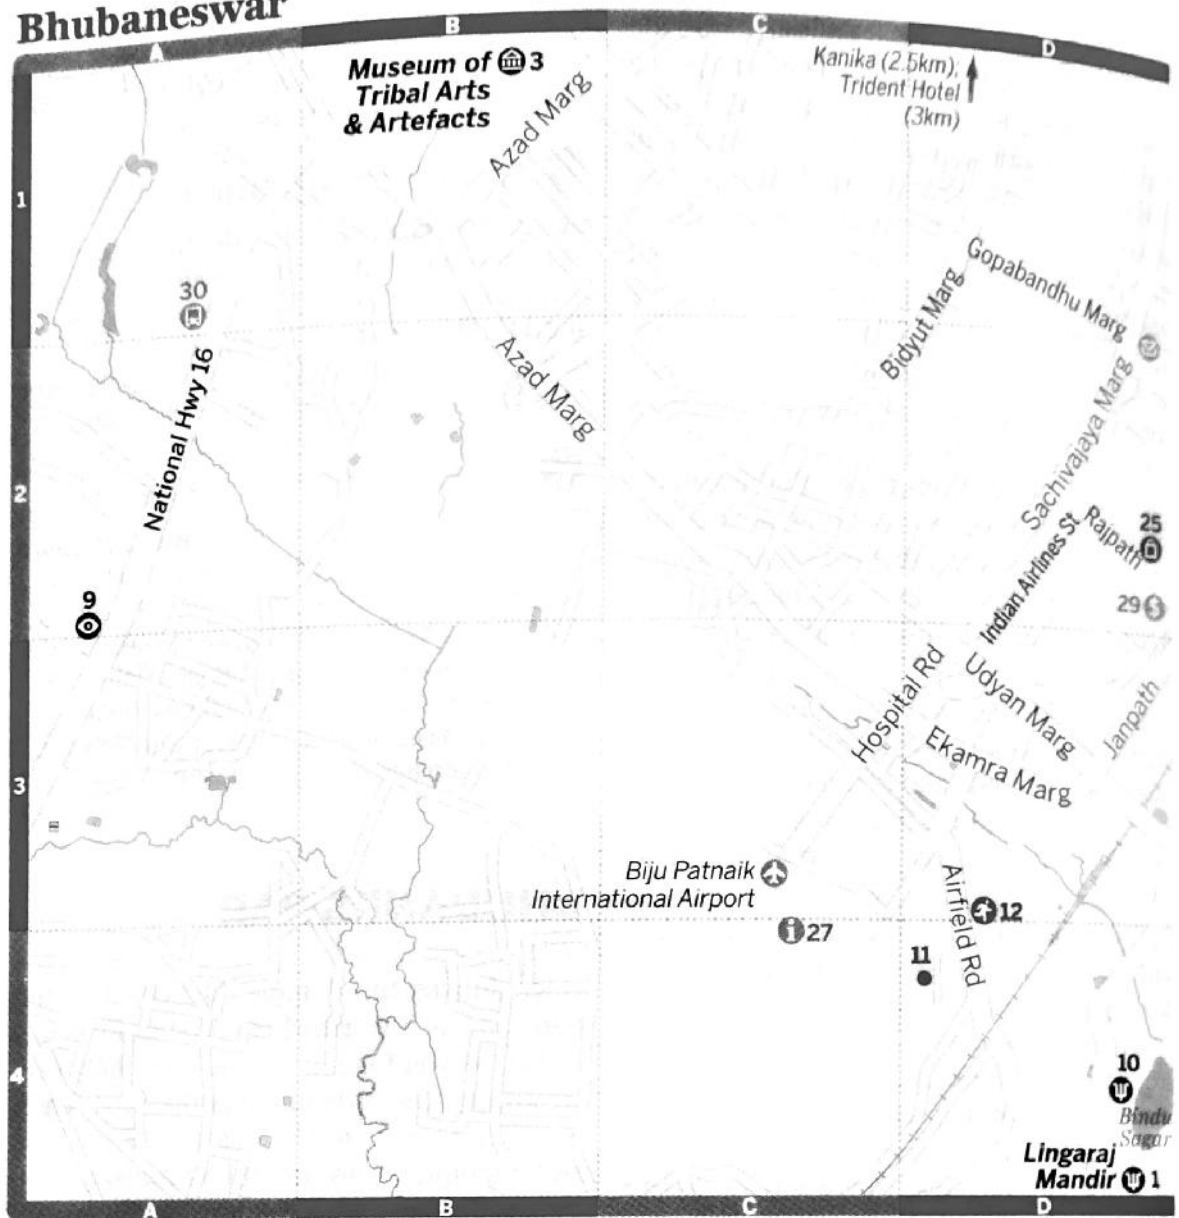 Bhubaneswar
A
B
C
D
Museum of 3
Tribal Arts
& Artefacts
Azad Marg
Kanika (2.5km);
Trident Hotel
(3km)
1
30
Gopabandhu Marg
Bidyut Marg
National Hwy 16
Azad Marg
Sachivajaya Marg
2
Indian Airlines St
Rajpath
25
9
29
Hospital Rd
Udyan Marg
Janpath
Ekamra Marg
3
Biju Patnaik
International Airport
Airfield Rd
12
27
11
4
10
Bindu
Sagar
Lingaraj
Mandir 1
A
B
C
D